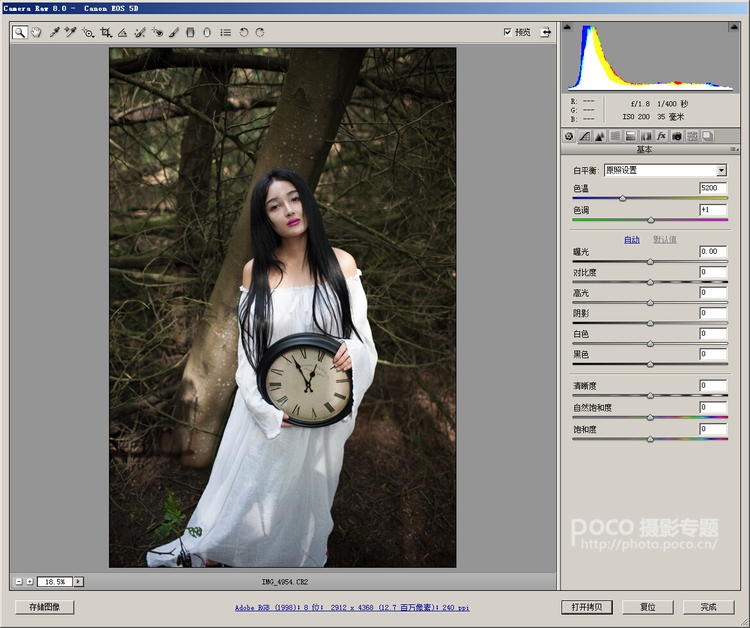 Camera Raw 8.0 - Canon EOS 5D
预览
R: ---
G: ---
B: ---
f/1.8 1/400 秒
ISO 200 35 毫米
fx
基本
白平衡: 原照设置
色温 5200
色调 +1
自动 默认值
曝光 0.00
对比度 0
高光 0
阴影 0
白色 0
黑色 0
清晰度 0
自然饱和度 0
饱和度 0
poco 摄影专题
http://photo.poco.cn/
18.5% IMG_4954.CR2
存储图像 Adobe RGB (1998); 8 位; 2912 x 4368 (12.7 百万像素); 240 ppi 打开拷贝 复位 完成